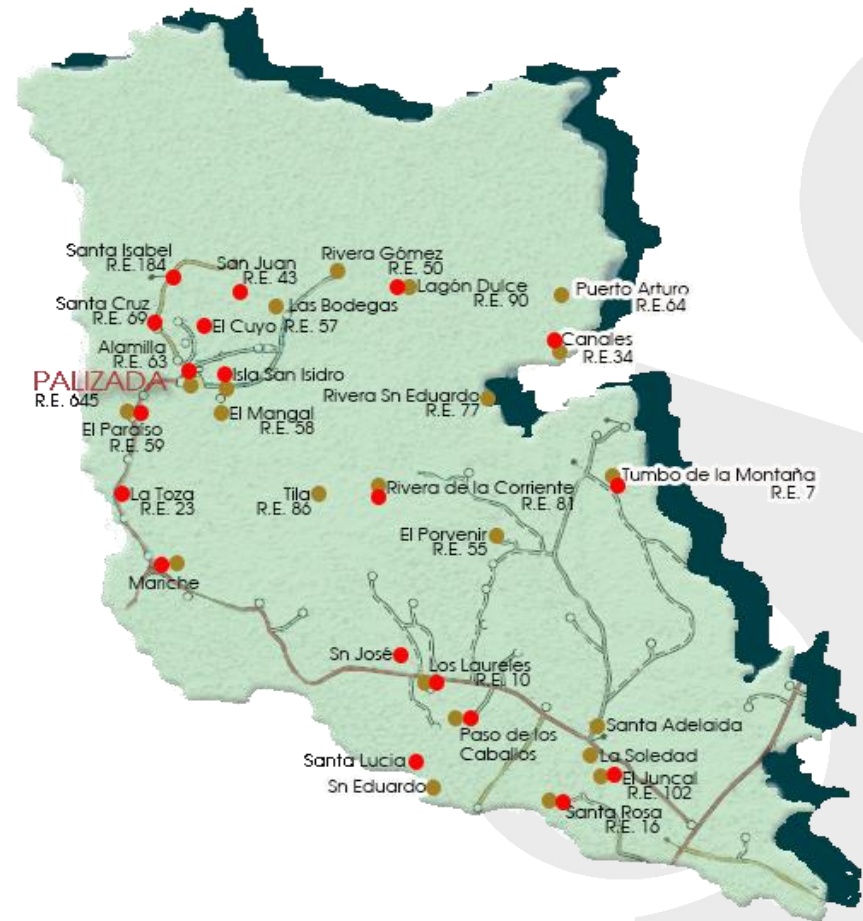 Santa Isabel
R.E.184
San Juan
R.E. 43
Rivera Gómez
R.E. 50
Lagón Dulce
R.E. 90
Puerto Arturo
R.E.64
Santa Cruz
R.E. 69
Las Bodegas
R.E. 57
El Cuyo
Alamilla
R.E. 63
Canales
R.E.34
PALIZADA
R.E. 645
Isla San Isidro
El Mangal
R.E. 58
Rivera Sn Eduardo
R.E. 77
El Paraiso
R.E. 59
La Toza
R.E. 23
Tila
R.E. 86
Rivera de la Corriente
R.E. 81
Tumbo de la Montaña
R.E. 7
El Porvenir
R.E. 55
Mariche
Sn José
Los Laureles
R.E. 10
Paso de los
Caballos
Santa Adelaida
Santa Lucia
La Soledad
Sn Eduardo
El Juncal
R.E. 102
Santa Rosa
R.E. 16